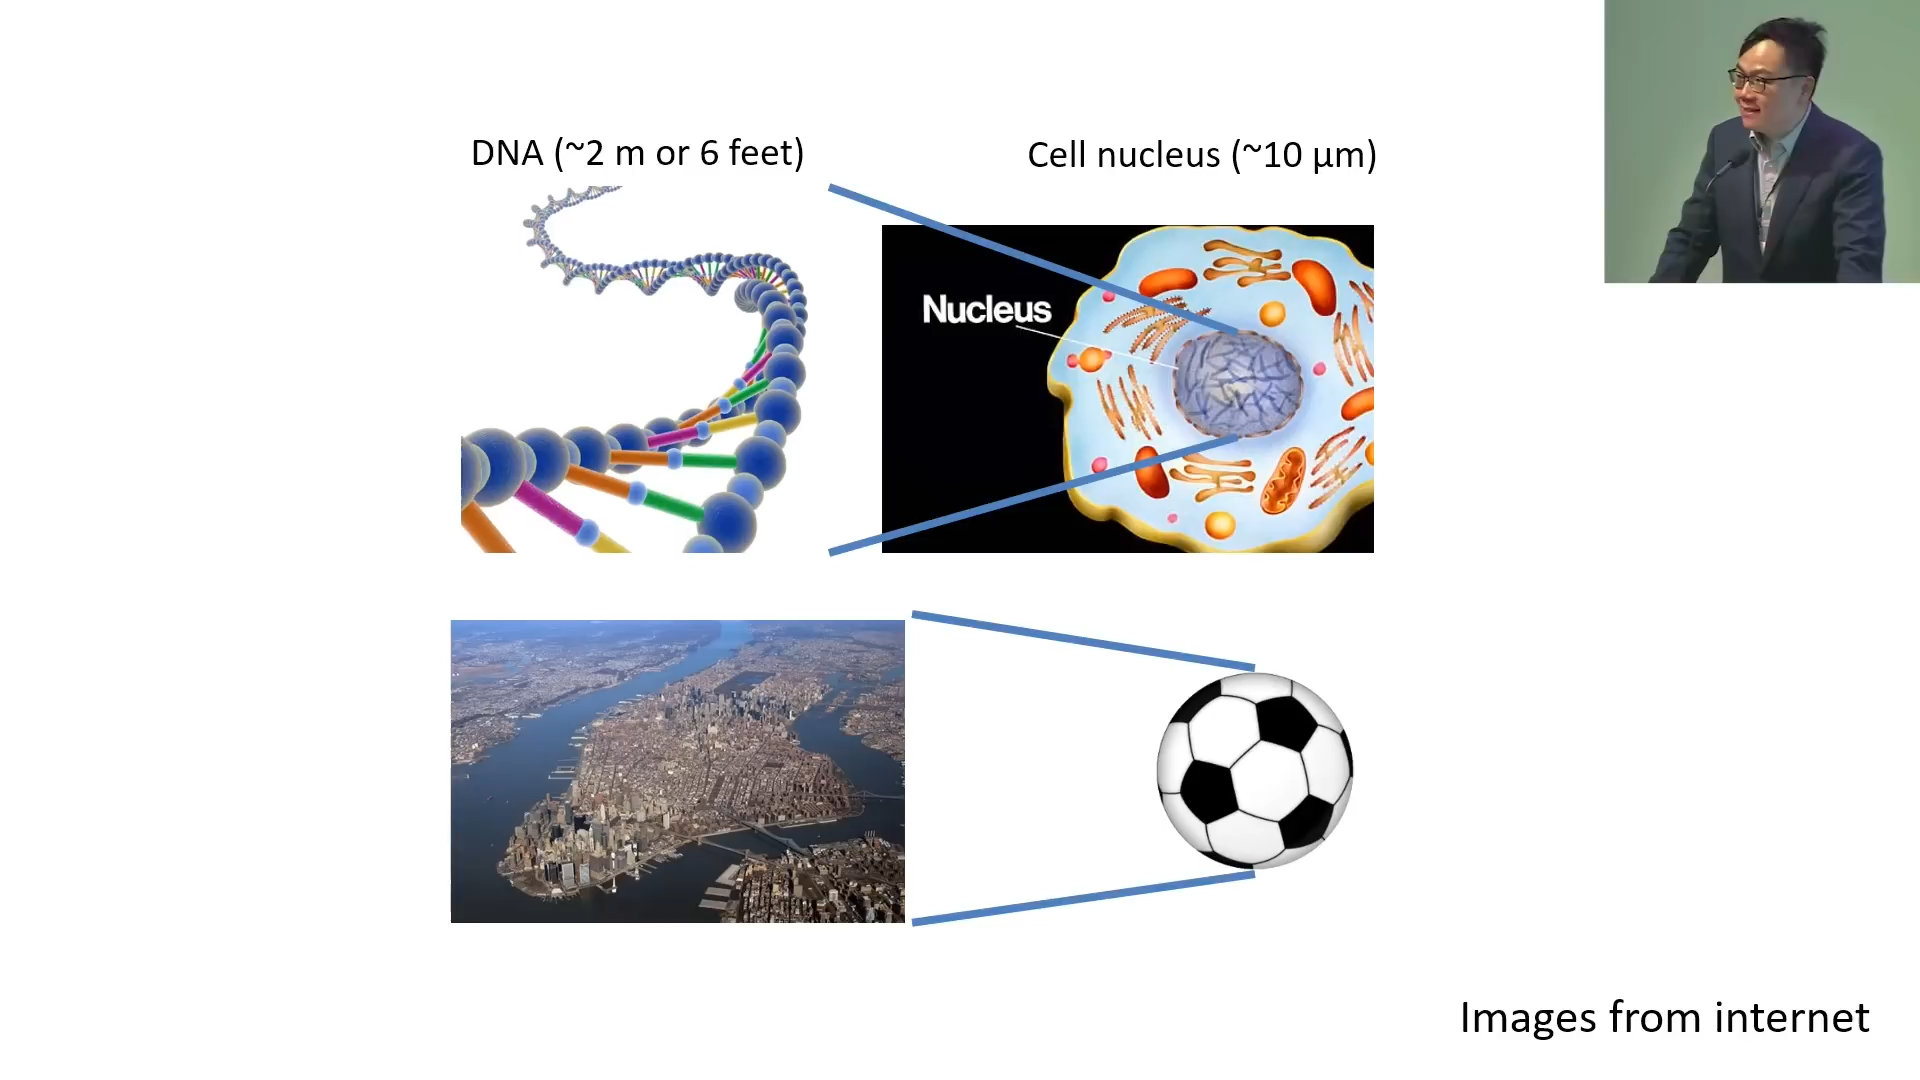 DNA (~2 m or 6 feet)
Cell nucleus (~10 µm)
Nucleus
Images from internet